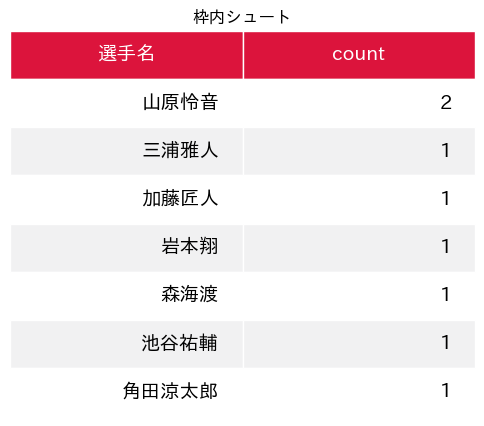 枠内シュート
選手名 count
山原怜音 2
三浦雅人 1
加藤匠人 1
岩本翔 1
森海渡 1
池谷祐輔 1
角田涼太郎 1